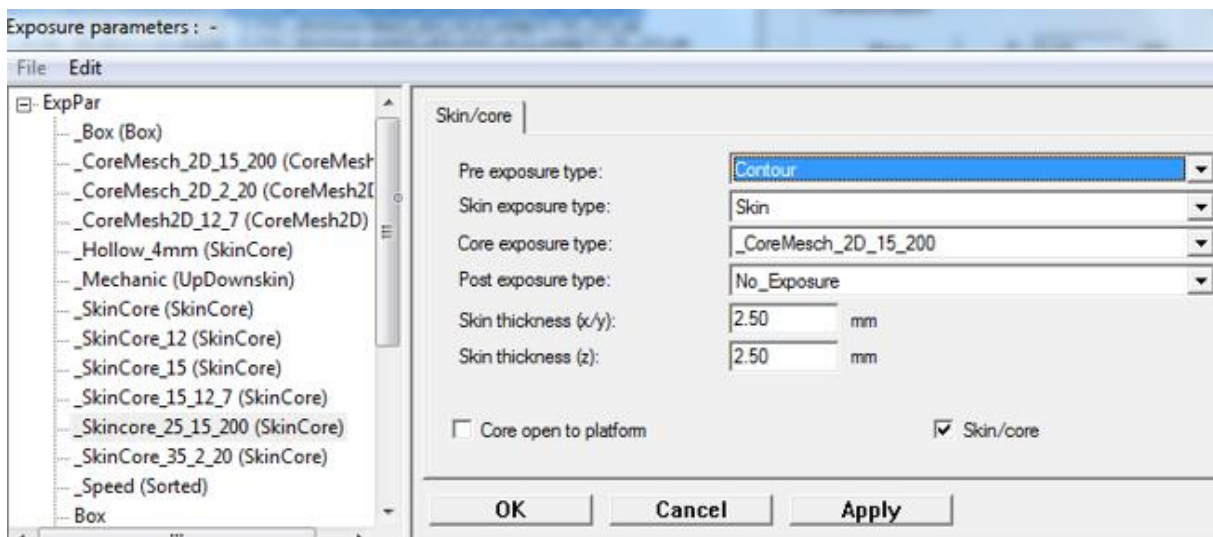 Exposure parameters : -
File Edit
ExpPar
_Box (Box)
_CoreMesch_2D_15_200 (CoreMesh
_CoreMesch_2D_2_20 (CoreMesh2D
_CoreMesh2D_12_7 (CoreMesh2D)
_Hollow_4mm (SkinCore)
_Mechanic (UpDownskin)
_SkinCore (SkinCore)
_SkinCore_12 (SkinCore)
_SkinCore_15 (SkinCore)
_SkinCore_15_12_7 (SkinCore)
_Skincore_25_15_200 (SkinCore)
_SkinCore_35_2_20 (SkinCore)
_Speed (Sorted)
Box
Skin/core
Pre exposure type: Contour
Skin exposure type: Skin
Core exposure type: _CoreMesch_2D_15_200
Post exposure type: No_Exposure
Skin thickness (x/y): 2.50 mm
Skin thickness (z): 2.50 mm
Core open to platform Skin/core
OK Cancel Apply